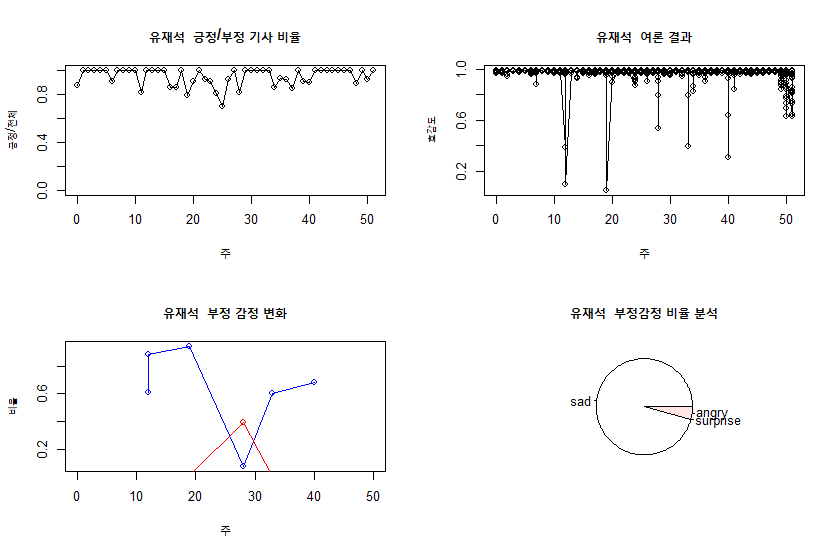 유재석 긍정/부정 기사 비율
긍정/전체
0.8
0.4
0.0
0 10 20 30 40 50
주
유재석 여론 결과
호감도
1.0
0.6
0.2
0 10 20 30 40 50
주
유재석 부정 감정 변화
비율
0.6
0.2
0 10 20 30 40 50
주
유재석 부정감정 비율 분석
sad
angry
surprise